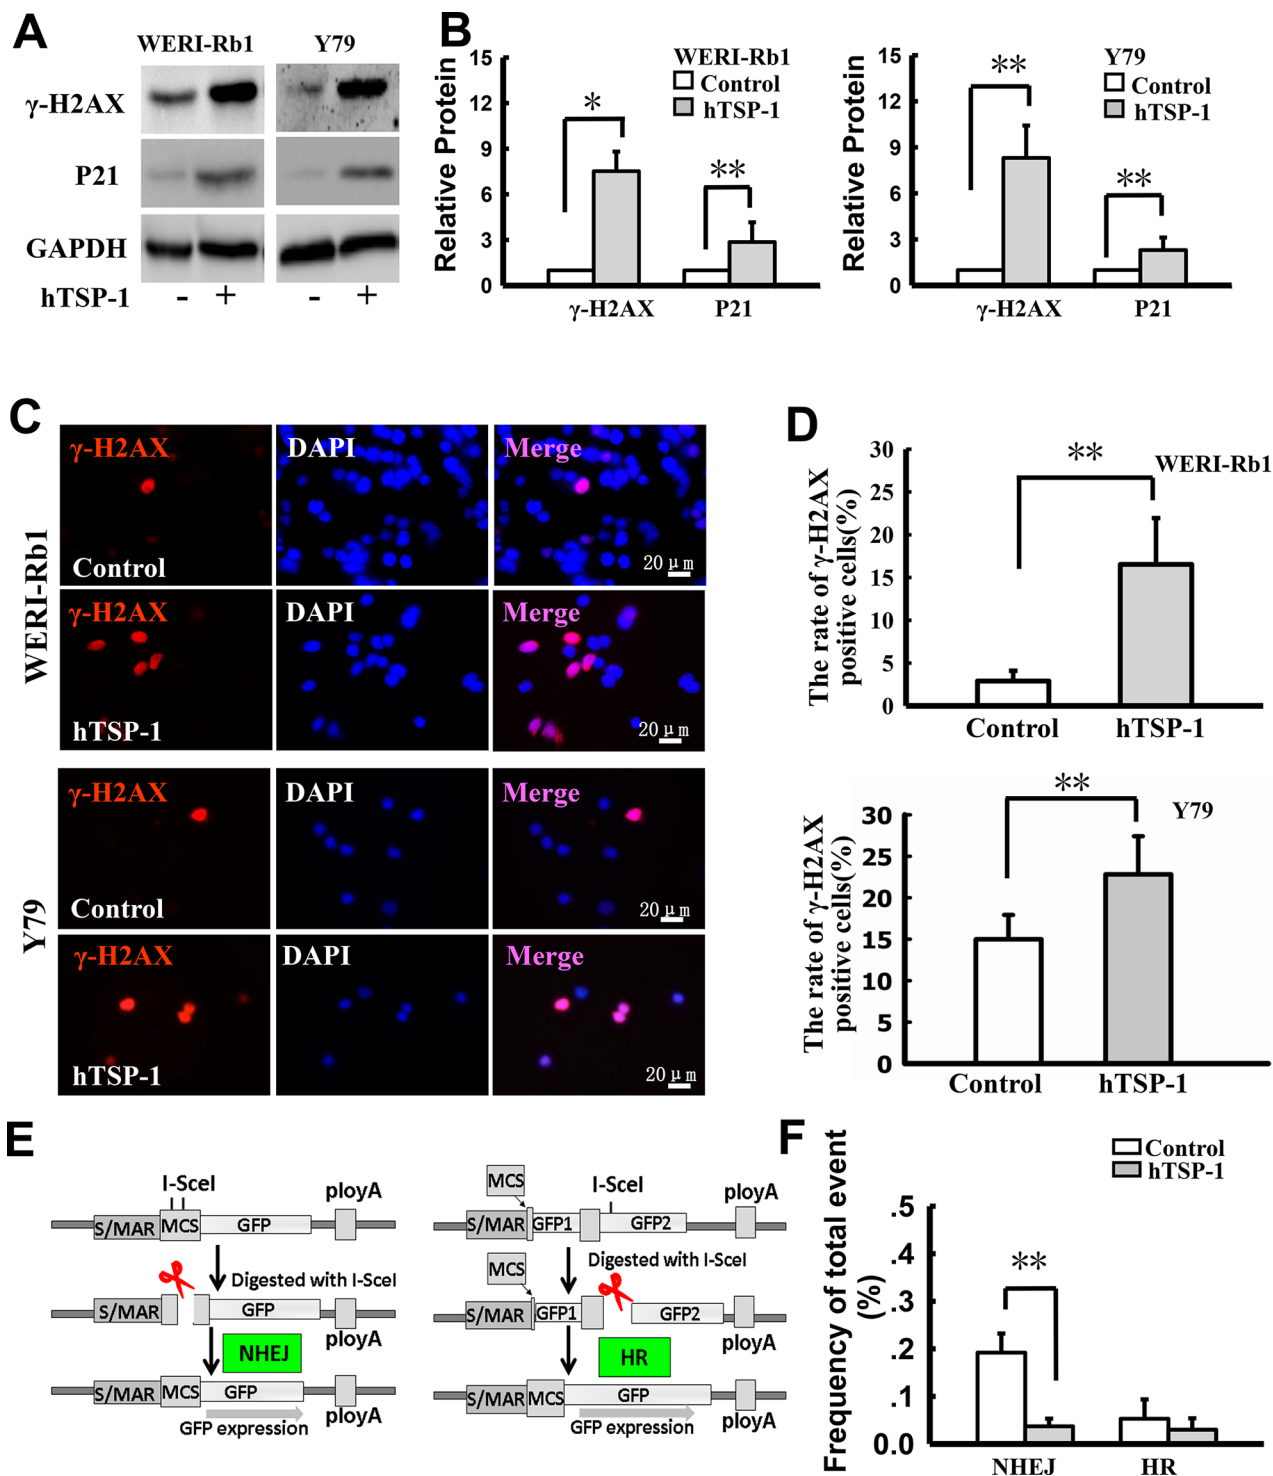 A
WERI-Rb1 Y79
γ-H2AX
P21
GAPDH
hTSP-1 - + - +
B
Relative Protein
15
12
9
6
3
0
WERI-Rb1
Control
hTSP-1
*
**
γ-H2AX P21
Relative Protein
15
12
9
6
3
0
Y79
Control
hTSP-1
**
**
γ-H2AX P21
C
WERI-Rb1
γ-H2AX DAPI Merge
Control 20 μm
γ-H2AX DAPI Merge
hTSP-1 20 μm
Y79
γ-H2AX DAPI Merge
Control 20 μm
γ-H2AX DAPI Merge
hTSP-1 20 μm
D
The rate of γ-H2AX
positive cells(%)
30
25
20
15
10
5
0
**
WERI-Rb1
Control hTSP-1
The rate of γ-H2AX
positive cells(%)
30
25
20
15
10
5
0
**
Y79
Control hTSP-1
E
I-SceI
ployA
S/MAR MCS GFP
Digested with I-SceI
S/MAR GFP
ployA
NHEJ
S/MAR MCS GFP
ployA
GFP expression
MCS
I-SceI
ployA
S/MAR GFP1 GFP2
Digested with I-SceI
MCS
S/MAR GFP1 GFP2
ployA
HR
S/MAR MCS GFP
ployA
GFP expression
F
Control
hTSP-1
Frequency of total event
(%)
.5
.4
.3
.2
.1
0.0
**
NHEJ HR